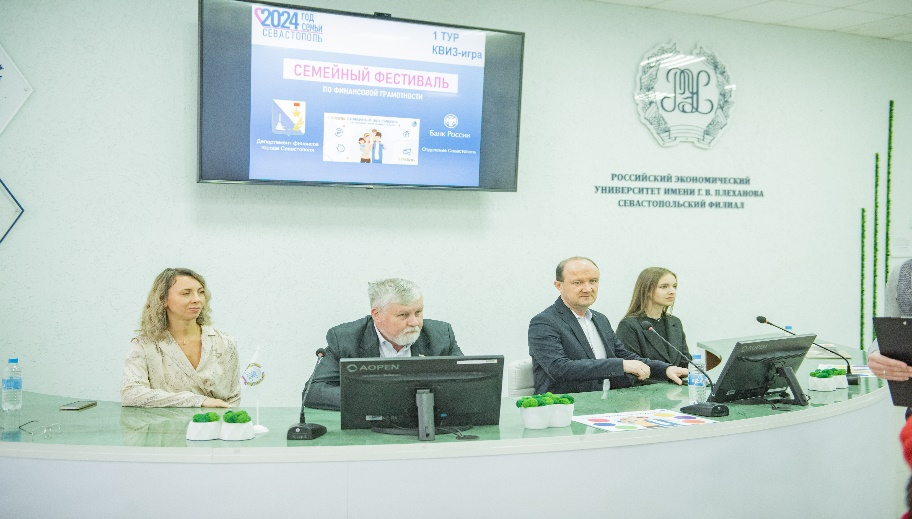 2024 ГОД
СЕМЬИ
СЕВАСТОПОЛЬ
1 ТУР
КВИЗ-игра
СЕМЕЙНЫЙ ФЕСТИВАЛЬ
ПО ФИНАНСОВОЙ ГРАМОТНОСТИ
Департамент финансов
города Севастополя
Банк России
Отделение Севастополь
РОССИЙСКИЙ ЭКОНОМИЧЕСКИЙ
УНИВЕРСИТЕТ ИМЕНИ Г. В. ПЛЕХАНОВА
СЕВАСТОПОЛЬСКИЙ ФИЛИАЛ
AOPEN